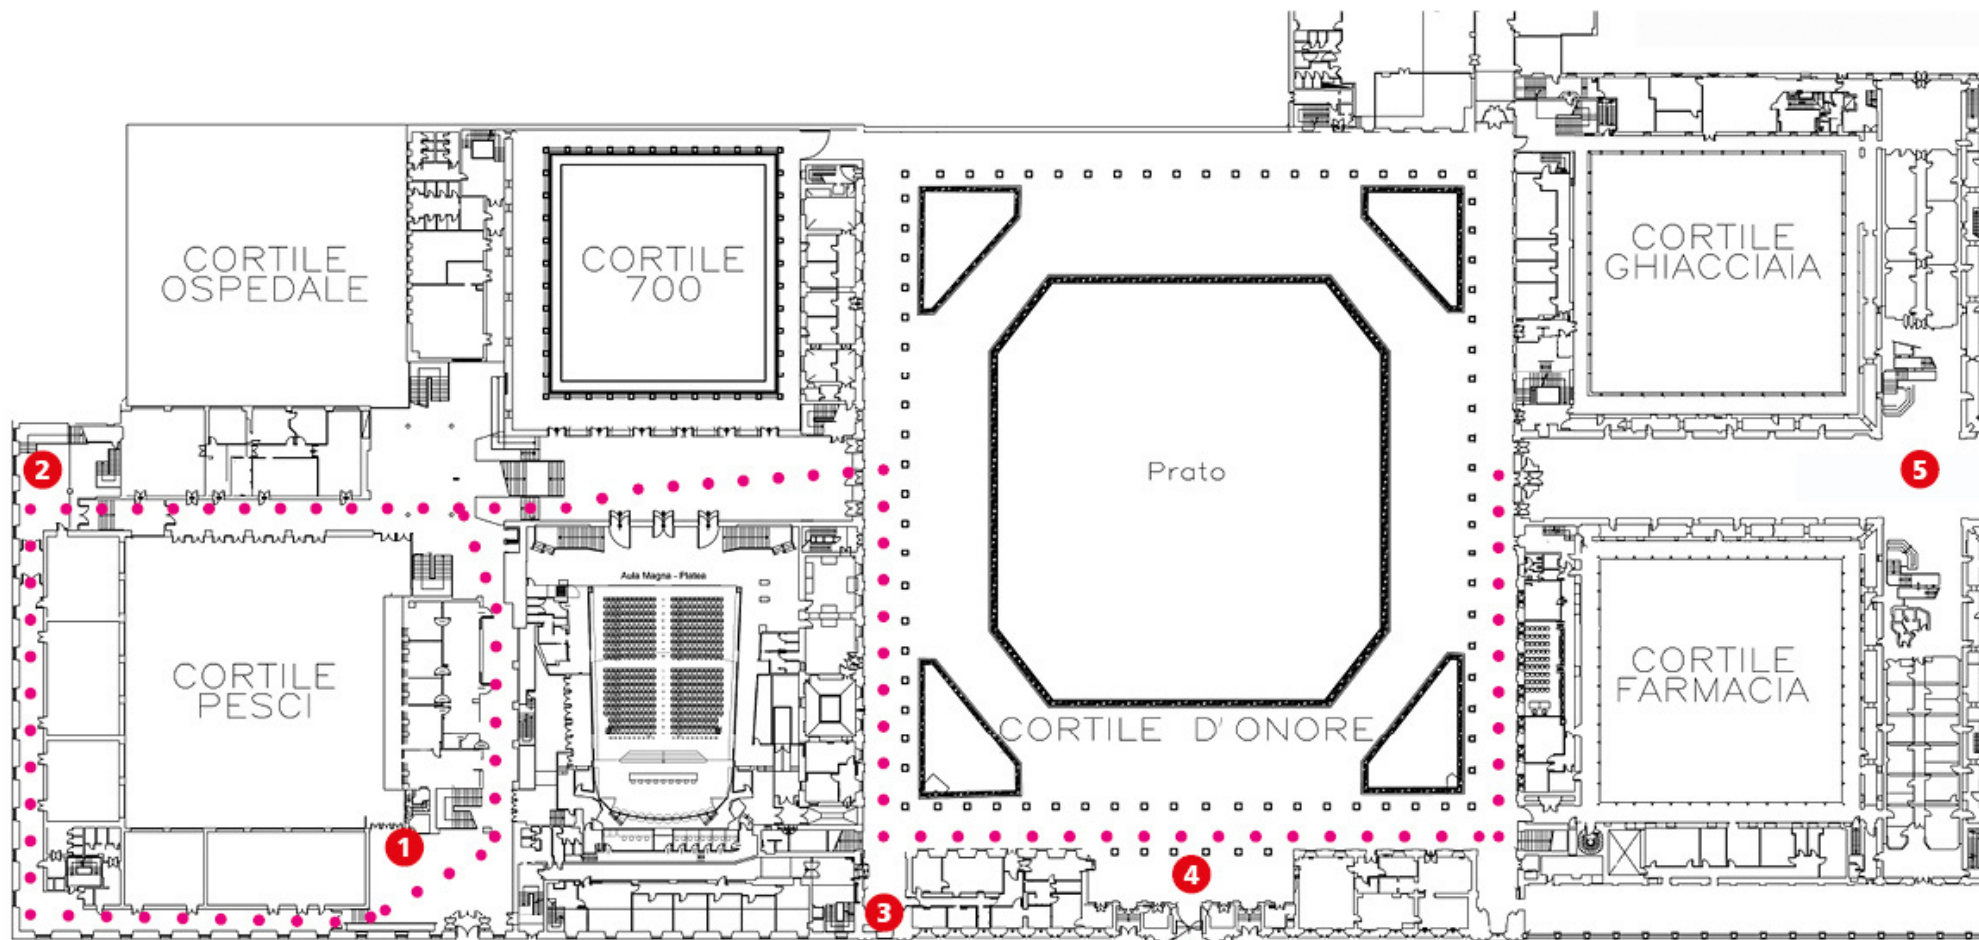 CORTILE
OSPEDALE
CORTILE
700
CORTILE
GHIACCIAIA
Prato
2
5
Aula Magna - Platea
CORTILE
PESCI
CORTILE
FARMACIA
CORTILE D'ONORE
1
4
3